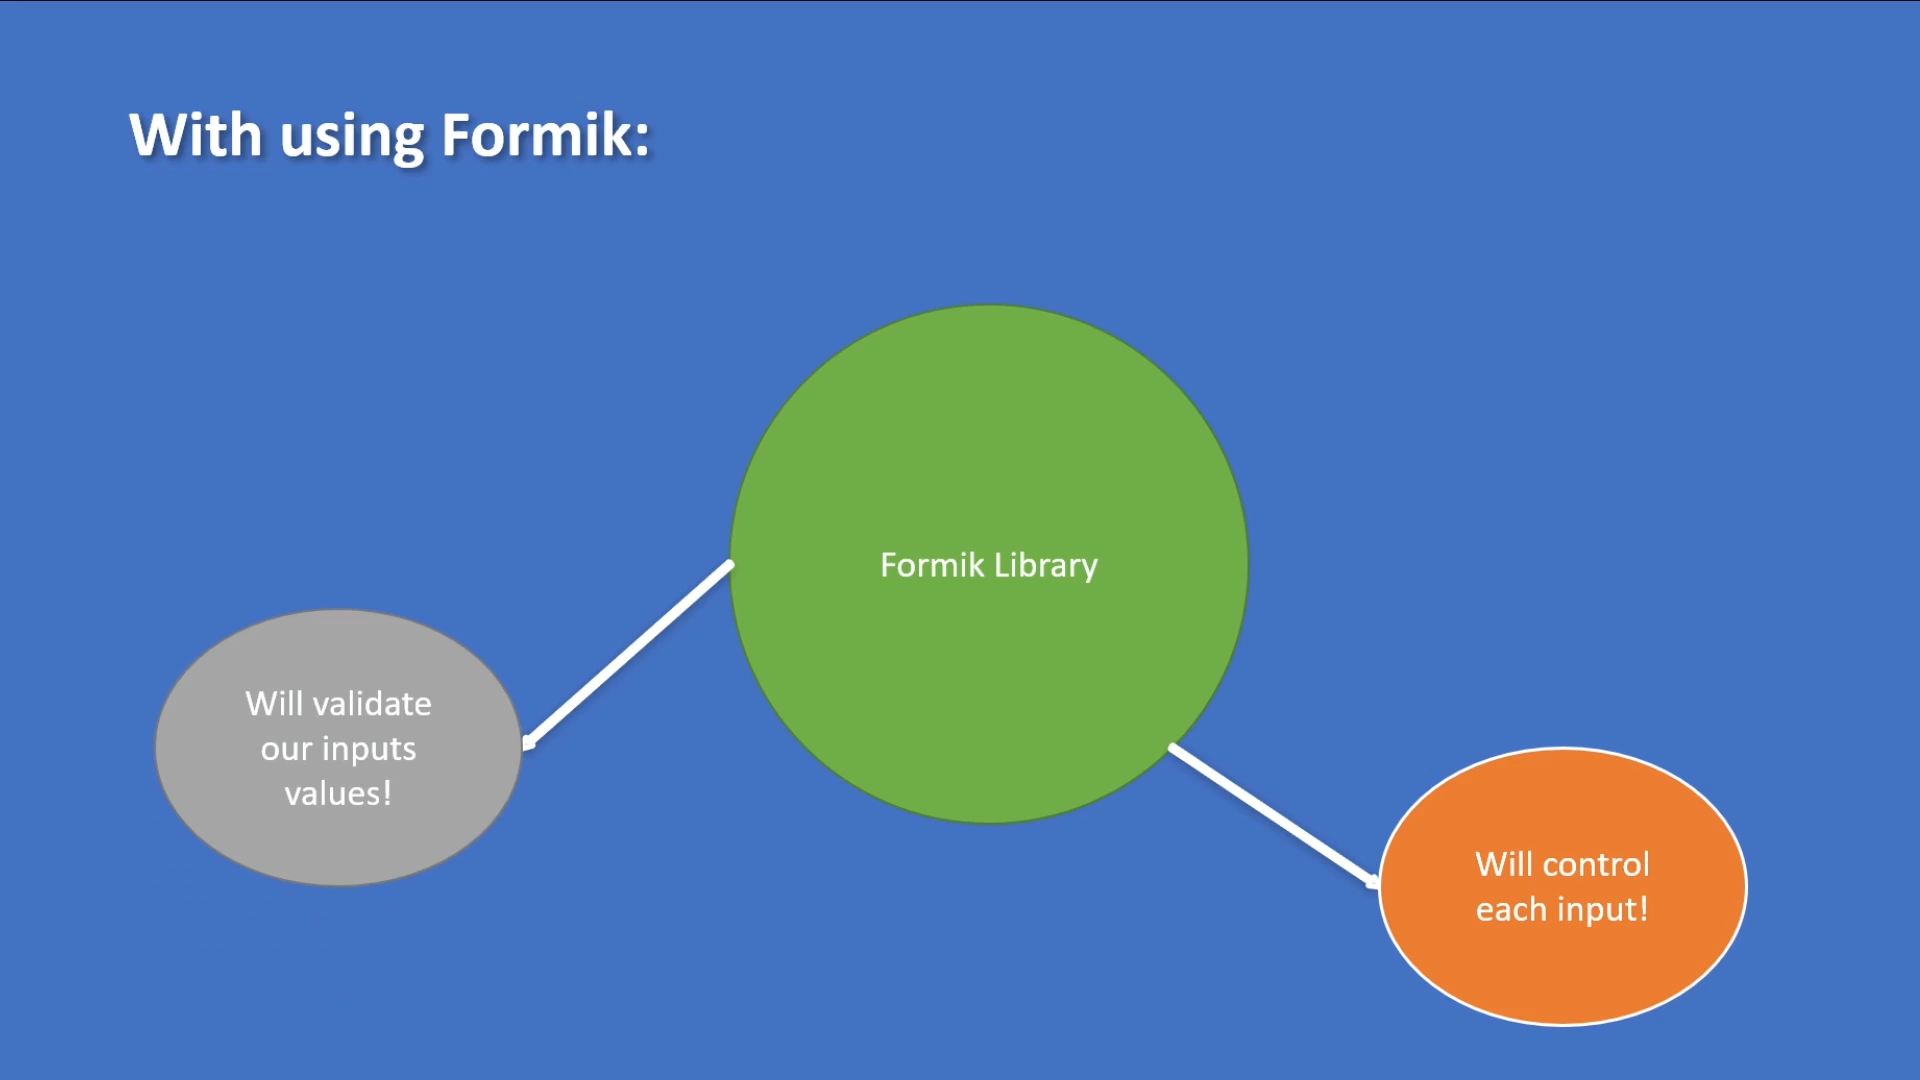 With using Formik:
Formik Library
Will validate
our inputs
values!
Will control
each input!